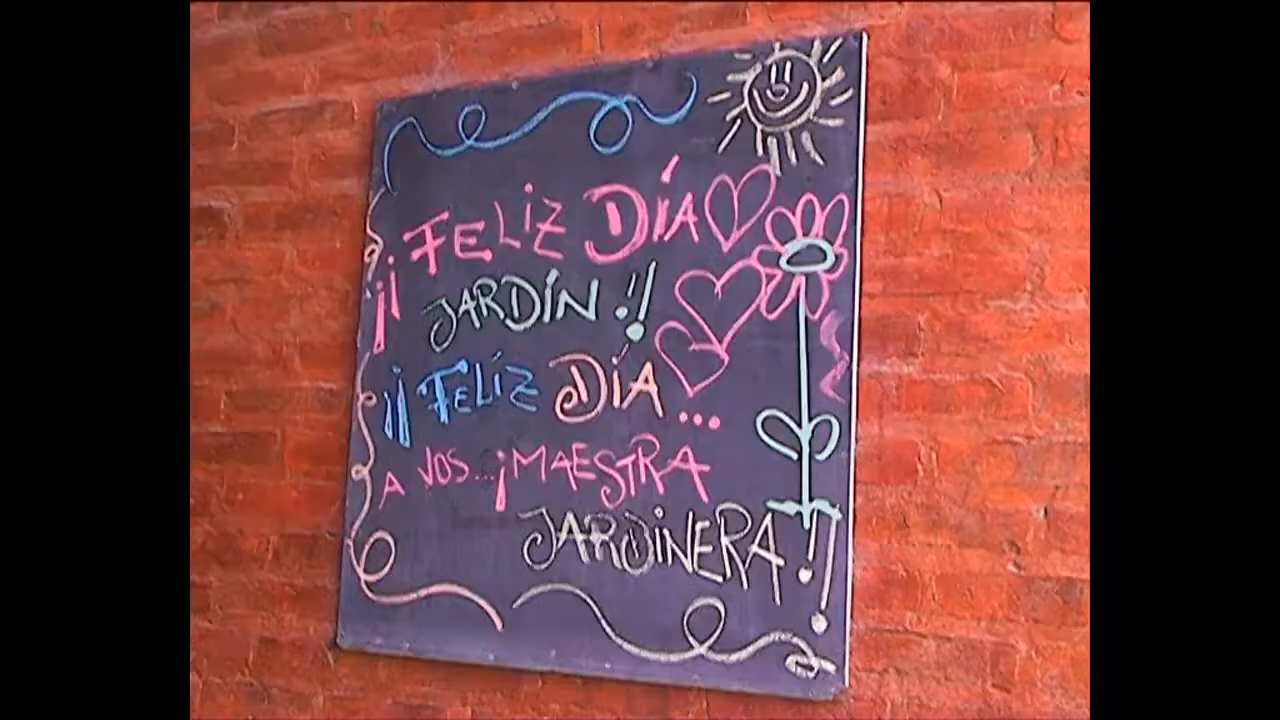 ¡¡FELIZ DÍA
JARDÍN!!
¡¡FELIZ DÍA...
A VOS...¡MAESTRA
JARDINERA!!